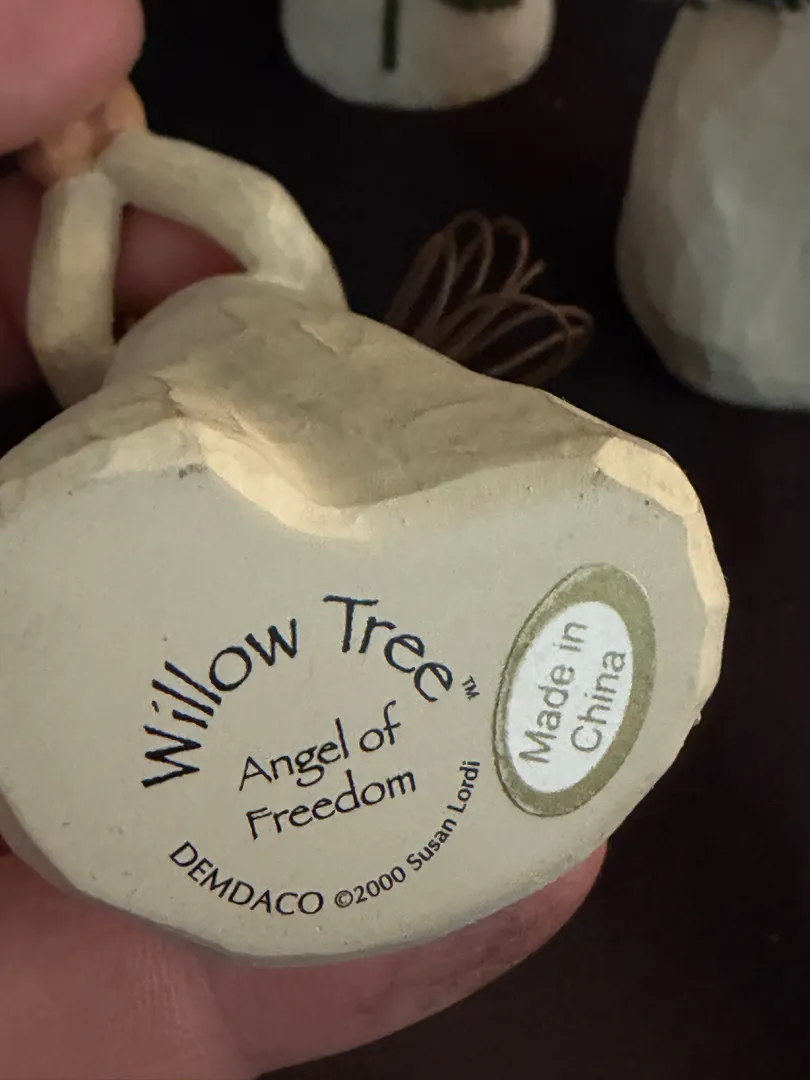 Willow Tree™
Angel of
Freedom
DEMDACO ©2000 Susan Lordi
Made in
China